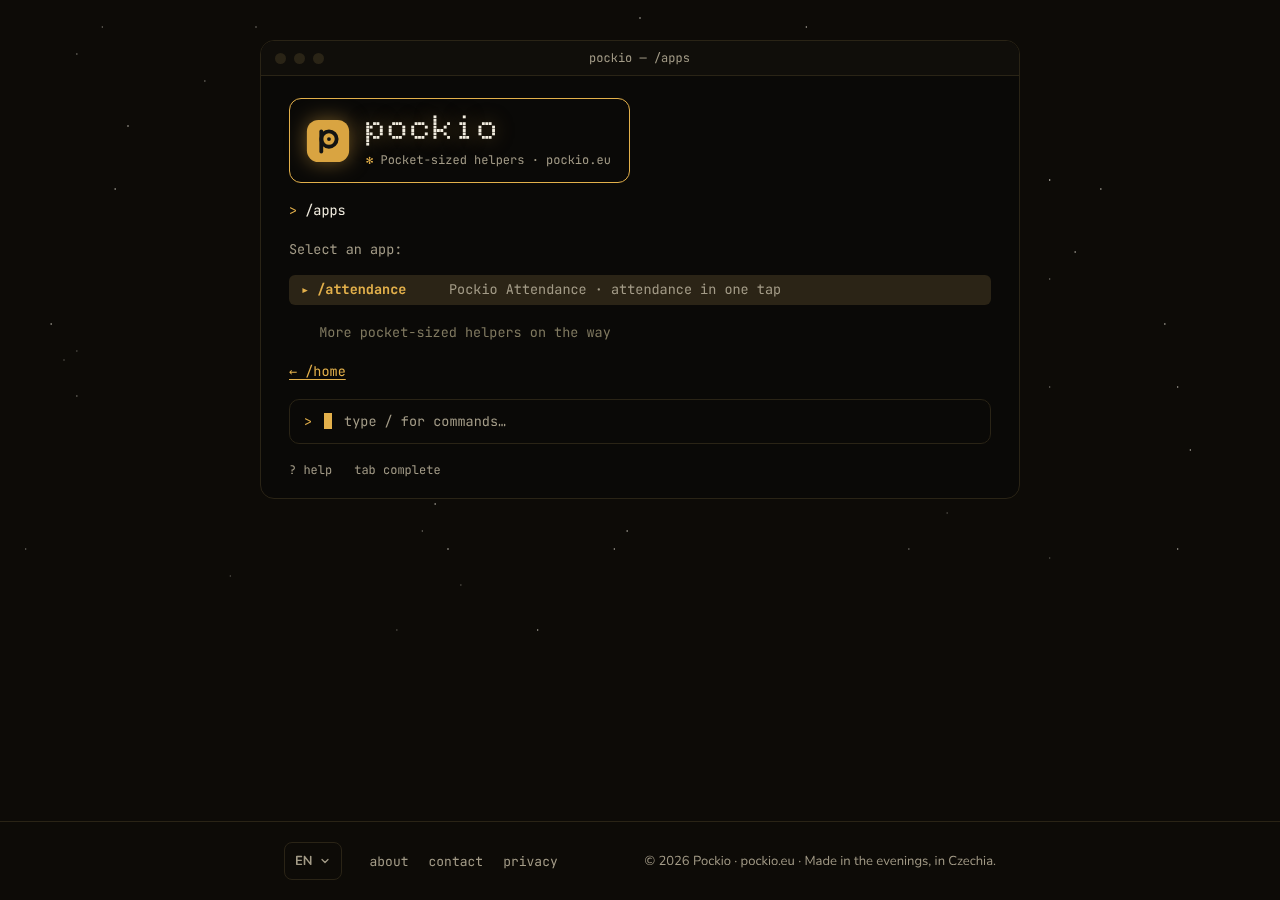 pockio — /apps
p
pockio
✻ Pocket-sized helpers · pockio.eu
> /apps
Select an app:
▸ /attendance Pockio Attendance · attendance in one tap
More pocket-sized helpers on the way
← /home
> type / for commands…
? help tab complete
EN about contact privacy © 2026 Pockio · pockio.eu · Made in the evenings, in Czechia.